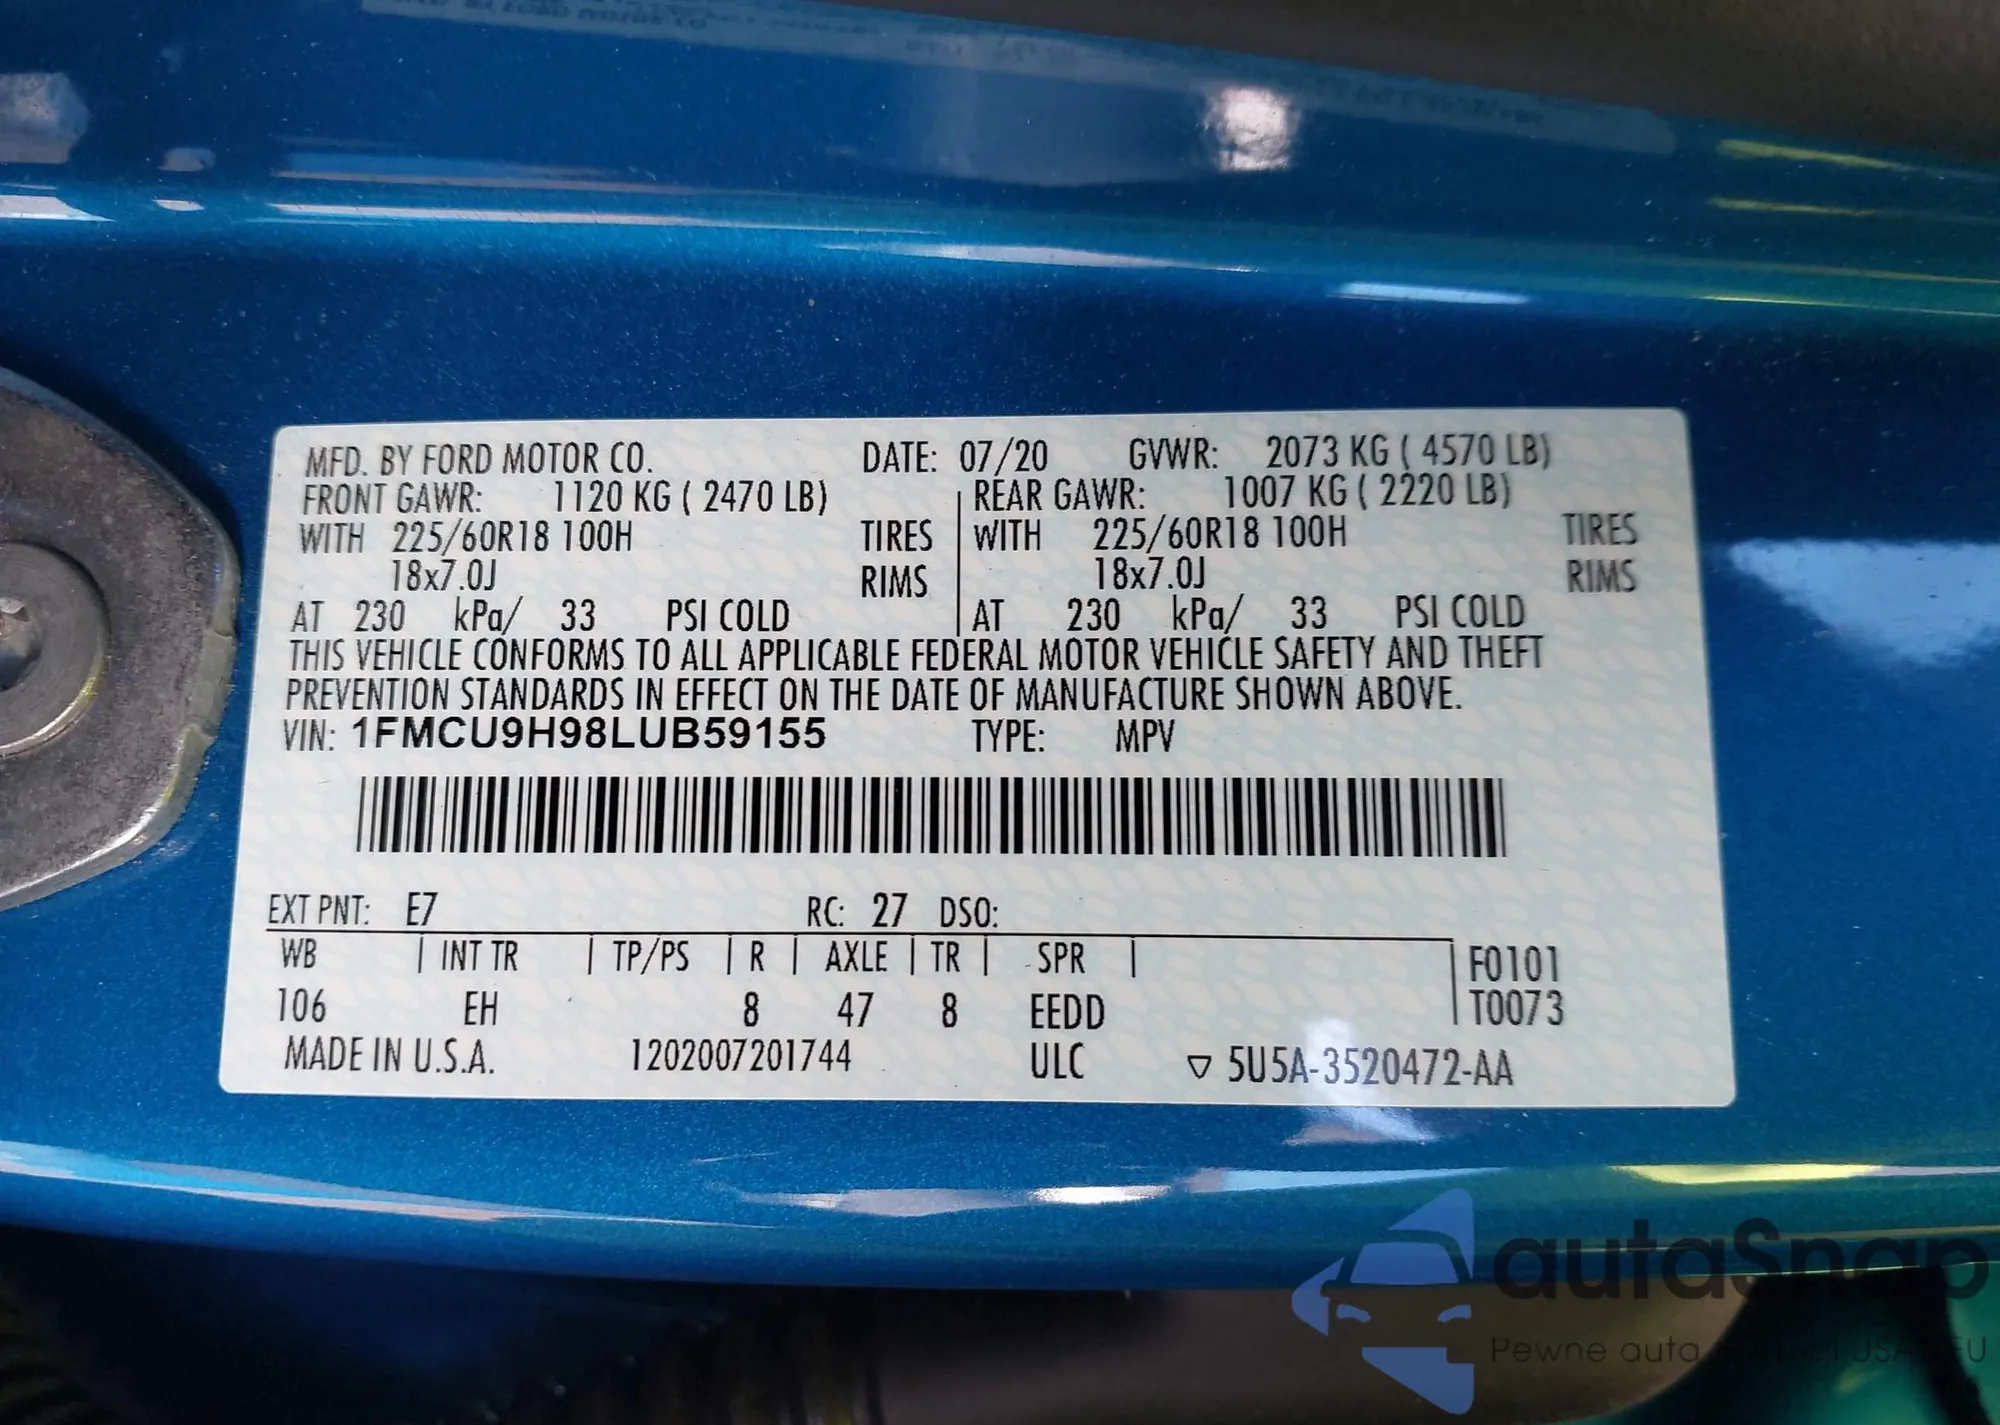 MFD. BY FORD MOTOR CO. DATE: 07/20 GVWR: 2073 KG ( 4570 LB)
FRONT GAWR: 1120 KG ( 2470 LB) REAR GAWR: 1007 KG ( 2220 LB)
WITH 225/60R18 100H TIRES WITH 225/60R18 100H TIRES
18x7.0J RIMS 18x7.0J RIMS
AT 230 kPa/ 33 PSI COLD AT 230 kPa/ 33 PSI COLD
THIS VEHICLE CONFORMS TO ALL APPLICABLE FEDERAL MOTOR VEHICLE SAFETY AND THEFT
PREVENTION STANDARDS IN EFFECT ON THE DATE OF MANUFACTURE SHOWN ABOVE.
VIN: 1FMCU9H98LUB59155 TYPE: MPV
EXT PNT: E7 RC: 27 DSO:
WB | INT TR | TP/PS | R | AXLE | TR | SPR | F0101
106 EH 8 47 8 EEDD T0073
MADE IN U.S.A. 1202007201744 ULC ▽ 5U5A-3520472-AA
autaSnap
Pewne auta USA EU